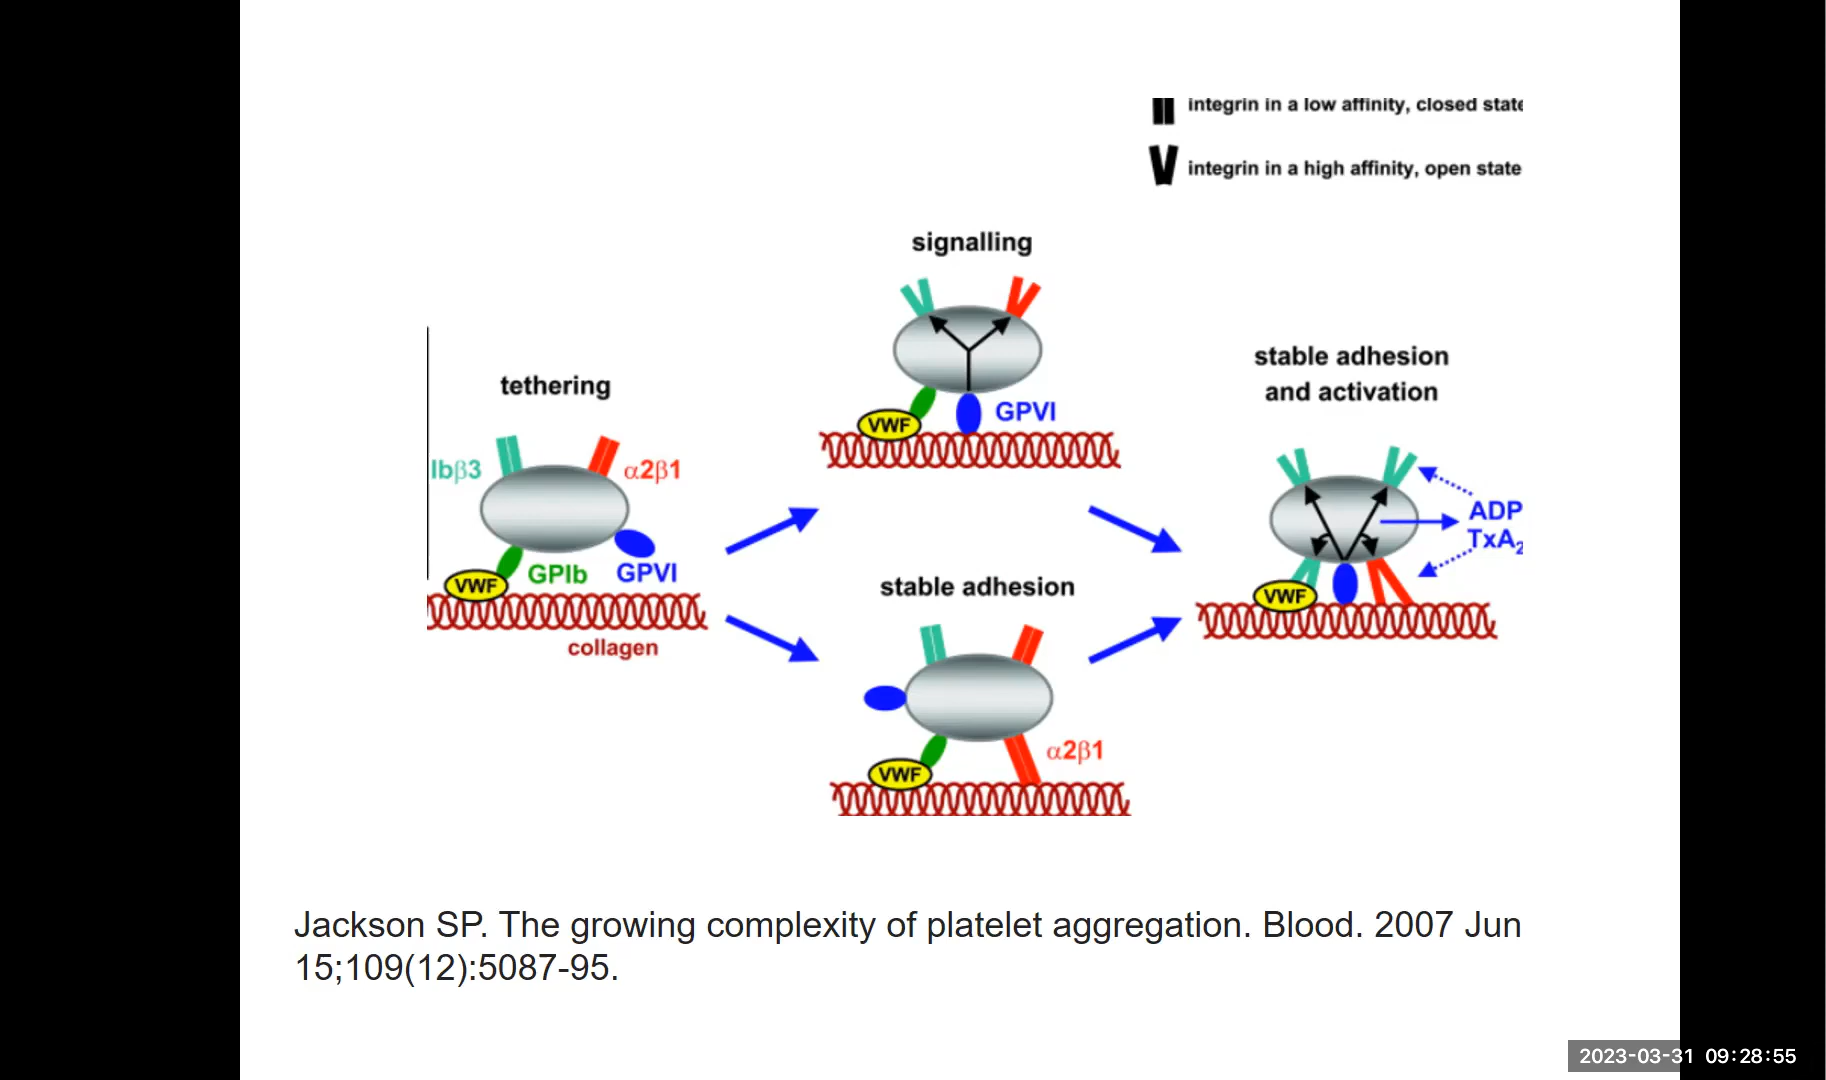 integrin in a low affinity, closed state
integrin in a high affinity, open state
signalling
VWF
GPVI
tethering
Ibβ3
α2β1
VWF
GPIb
GPVI
collagen
stable adhesion
α2β1
VWF
stable adhesion
and activation
ADP
TxA₂
VWF
Jackson SP. The growing complexity of platelet aggregation. Blood. 2007 Jun
15;109(12):5087-95.
2023-03-31 09:28:55